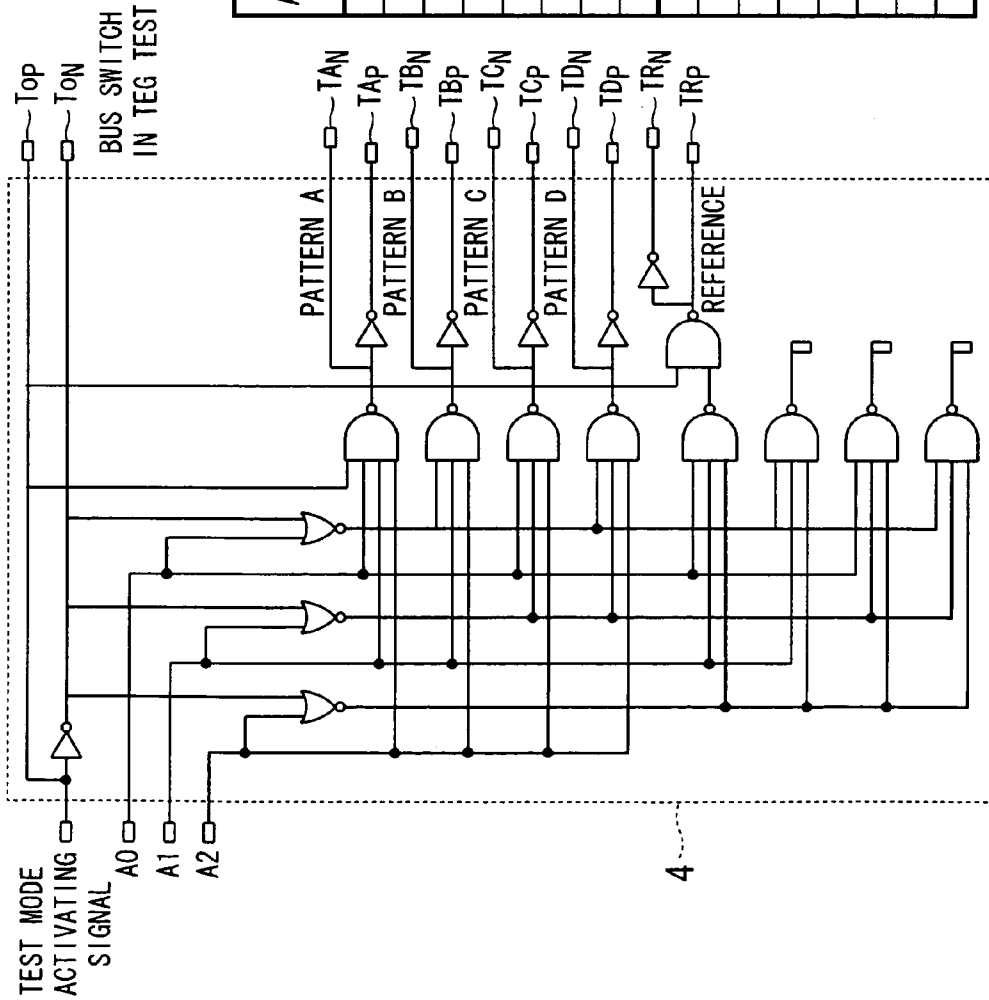 TEST MODE
ACTIVATING
SIGNAL
A0
A1
A2
4
TOP
TON
BUS SWITCH
IN TEG TEST
PATTERN A
TAN
TAP
PATTERN B
TBN
TBP
PATTERN C
TCN
TCP
PATTERN D
TDN
TDP
TRN
TRP
REFERENCE